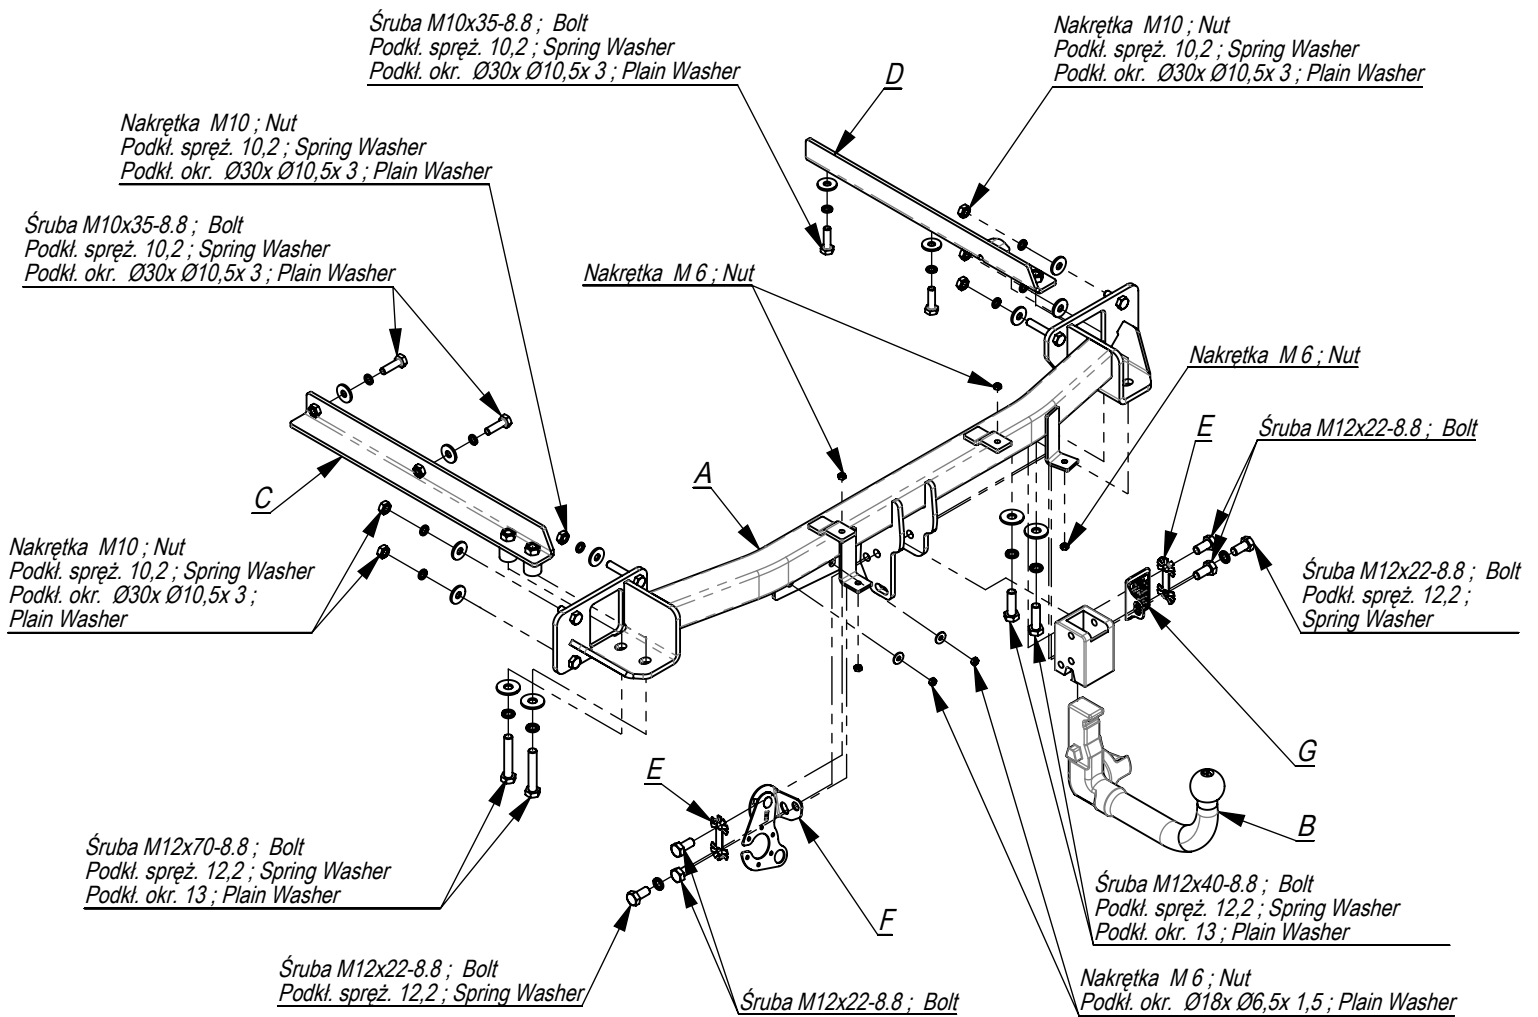 Śruba M10x35-8.8 ; Bolt
Podkł. spręż. 10,2 ; Spring Washer
Podkł. okr. Ø30x Ø10,5x 3 ; Plain Washer
Nakrętka M10 ; Nut
Podkł. spręż. 10,2 ; Spring Washer
Podkł. okr. Ø30x Ø10,5x 3 ; Plain Washer
D
Nakrętka M10 ; Nut
Podkł. spręż. 10,2 ; Spring Washer
Podkł. okr. Ø30x Ø10,5x 3 ; Plain Washer
Śruba M10x35-8.8 ; Bolt
Podkł. spręż. 10,2 ; Spring Washer
Podkł. okr. Ø30x Ø10,5x 3 ; Plain Washer
Nakrętka M 6 ; Nut
Nakrętka M 6 ; Nut
E
Śruba M12x22-8.8 ; Bolt
A
C
Nakrętka M10 ; Nut
Podkł. spręż. 10,2 ; Spring Washer
Podkł. okr. Ø30x Ø10,5x 3 ;
Plain Washer
Śruba M12x22-8.8 ; Bolt
Podkł. spręż. 12,2 ;
Spring Washer
G
E
B
Śruba M12x70-8.8 ; Bolt
Podkł. spręż. 12,2 ; Spring Washer
Podkł. okr. 13 ; Plain Washer
F
Śruba M12x40-8.8 ; Bolt
Podkł. spręż. 12,2 ; Spring Washer
Podkł. okr. 13 ; Plain Washer
Śruba M12x22-8.8 ; Bolt
Podkł. spręż. 12,2 ; Spring Washer
Śruba M12x22-8.8 ; Bolt
Nakrętka M 6 ; Nut
Podkł. okr. Ø18x Ø6,5x 1,5 ; Plain Washer